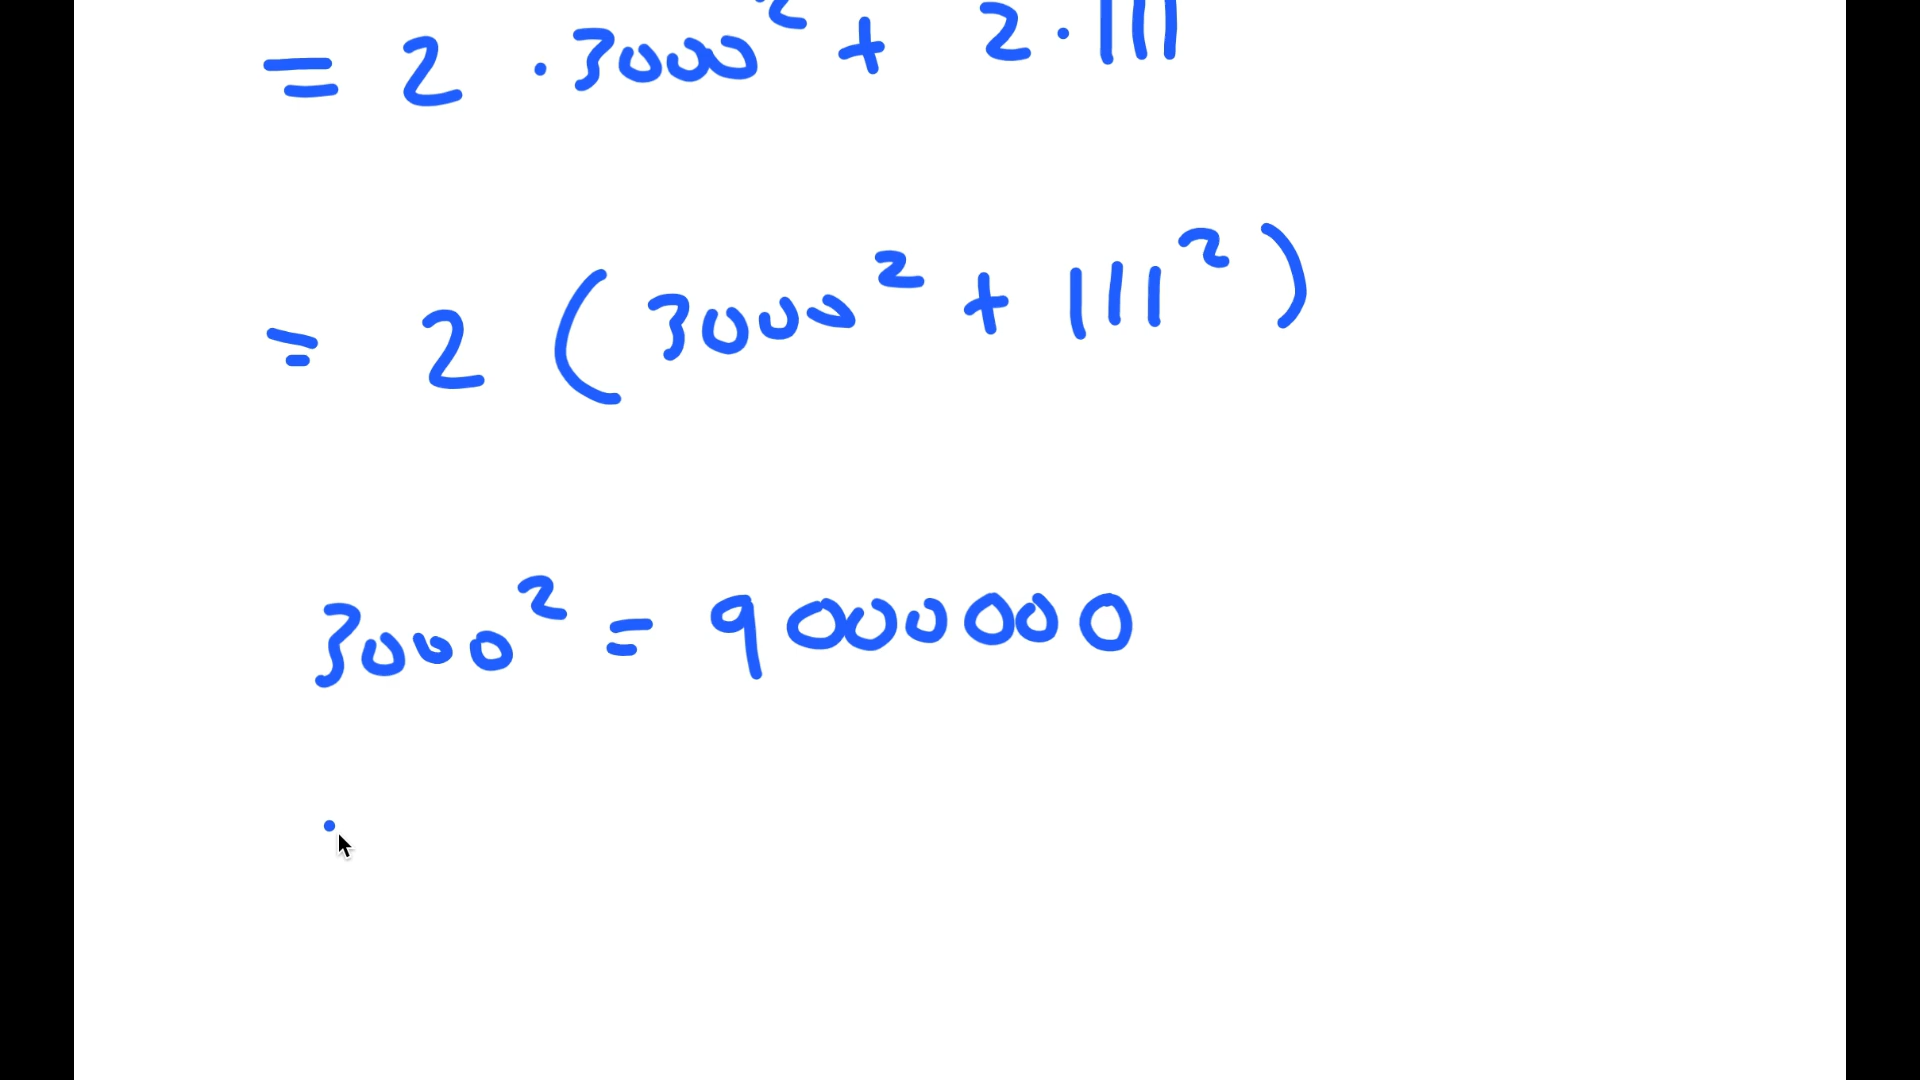 = 2 · 3000² + 2 · 111
= 2 (3000² + 111²)
3000² = 9000000